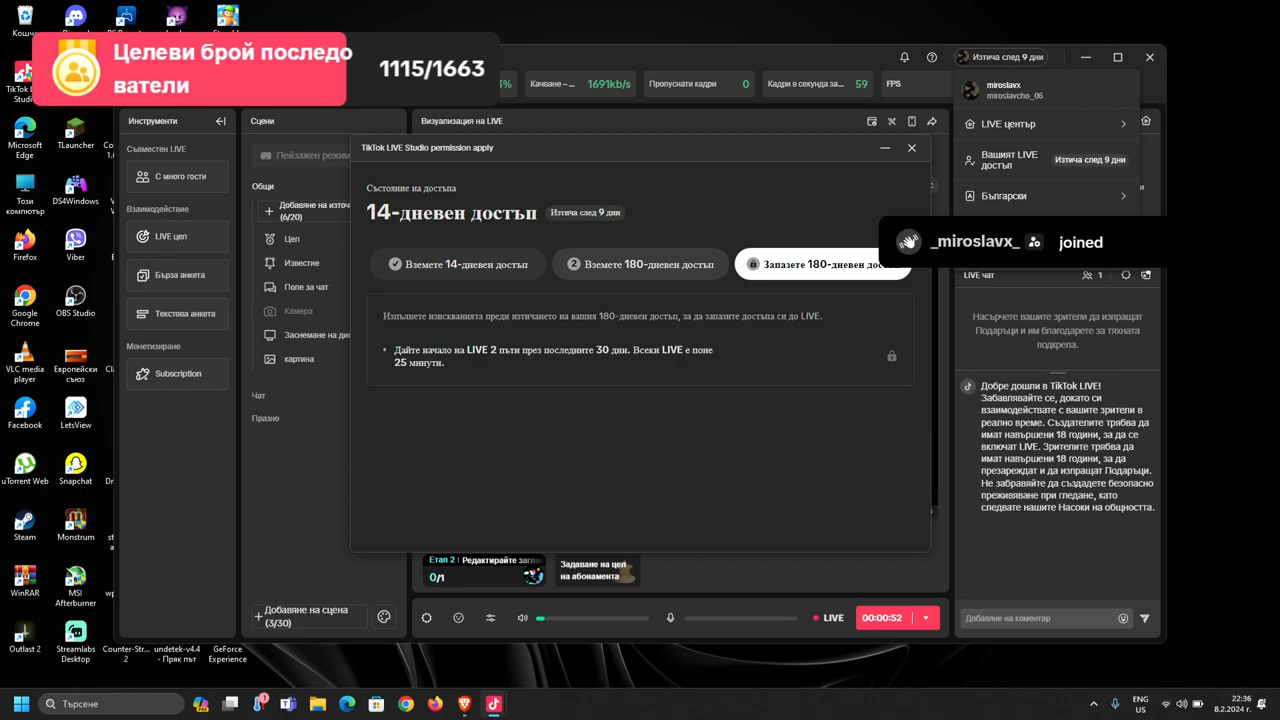 Кошч
Целеви брой последо
ватели
1115/1663
TikTok L
Studi
Microsoft
Edge
TLauncher
Този
компютър
DS4Windows
Firefox
Viber
Google
Chrome
OBS Studio
VLC media
player
Европейски
съюз
Facebook
LetsView
uTorrent Web
Snapchat
Steam
Monstrum
WinRAR
MSI
Afterburner
Outlast 2
Streamlabs
Desktop
Counter-Str...
2
undetek-v4.4
- Пряк път
GeForce
Experience
Качване –...
1691kb/s
Пропуснати кадри
0
Кадри в секунда за...
59
FPS
Изтича след 9 дни
miroslavx
miroslavcho_06
LIVE център
Вашият LIVE
достъп
Изтича след 9 дни
Български
_miroslavx_
joined
Инструменти
Съвместен LIVE
С много гости
Взаимодействие
LIVE цел
Бърза анкета
Текстова анкета
Монетизиране
Subscription
Сцени
Пейзажен режим
Общи
Добавяне на източ
(6/20)
Цел
Известие
Поле за чат
Камера
Заснемане на ди
картина
Чат
Празно
Добавяне на сцена
(3/30)
Визуализация на LIVE
TikTok LIVE Studio permission apply
Състояние на достъпа
14-дневен достъп
Изтича след 9 дни
Вземете 14-дневен достъп
2
Вземете 180-дневен достъп
Запазете 180-дневен дост
Изпълнете изискванията преди изтичането на вашия 180-дневен достъп, за да запазите достъпа си до LIVE.
• Дайте начало на LIVE 2 пъти през последните 30 дни. Всеки LIVE е поне
25 минути.
Етап 2
Редактирайте загла
0/1
Задаване на цел
на абонамента
LIVE
00:00:52
LIVE чат
1
Насърчете вашите зрители да изпращат
Подаръци и им благодарете за тяхната
подкрепа.
Добре дошли в TikTok LIVE!
Забавлявайте се, докато си
взаимодействате с вашите зрители в
реално време. Създателите трябва да
имат навършени 18 години, за да се
включат LIVE. Зрителите трябва да
имат навършени 18 години, за да
презареждат и да изпращат Подаръци.
Не забравяйте да създадете безопасно
преживяване при гледане, като
следвате нашите Насоки на общността.
Добавяне на коментар
Търсене
ENG
US
22:36
8.2.2024 г.